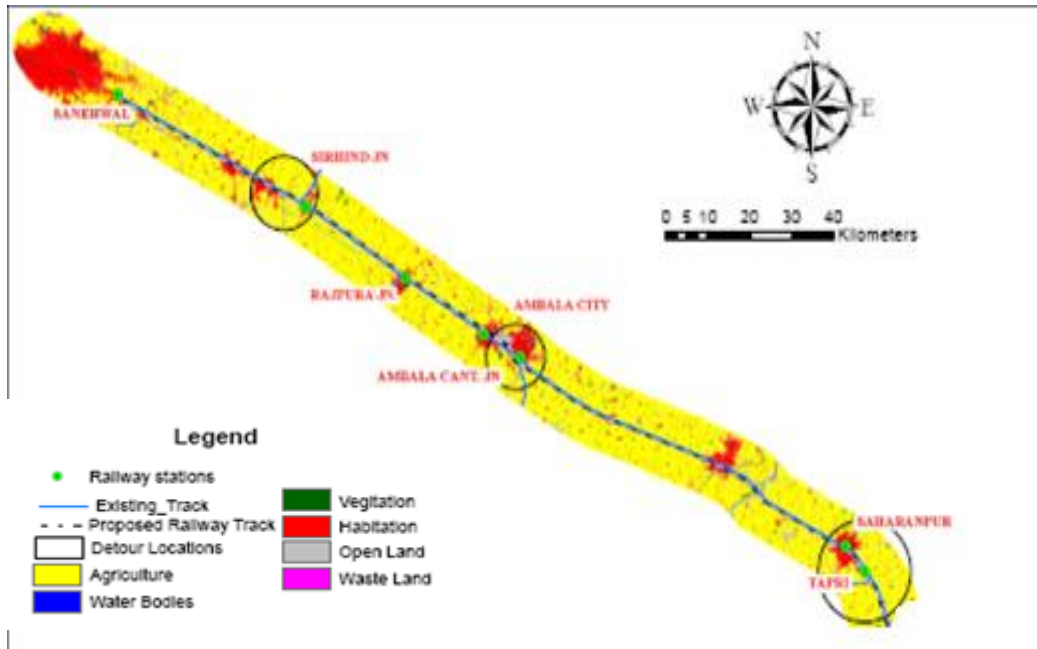 N
W E
S
0 5 10 20 30 40
Kilometers
SANEHWAL
SIRHIND JN
RAJPURA JN.
AMBALA CITY
AMBALA CANT. JN
SAHARANPUR
TAPRI
Legend
Railway stations
Existing_Track
Proposed Railway Track
Detour Locations
Agriculture
Water Bodies
Vegitation
Habitation
Open Land
Waste Land